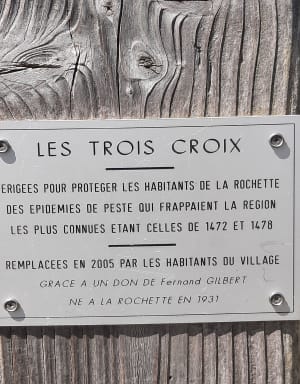 LES TROIS CROIX
ERIGEES POUR PROTEGER LES HABITANTS DE LA ROCHETTE
DES EPIDEMIES DE PESTE QUI FRAPPAIENT LA REGION
LES PLUS CONNUES ETANT CELLES DE 1472 ET 1478
REMPLACEES EN 2005 PAR LES HABITANTS DU VILLAGE
GRACE A UN DON DE Fernand GILBERT
NE A LA ROCHETTE EN 1931